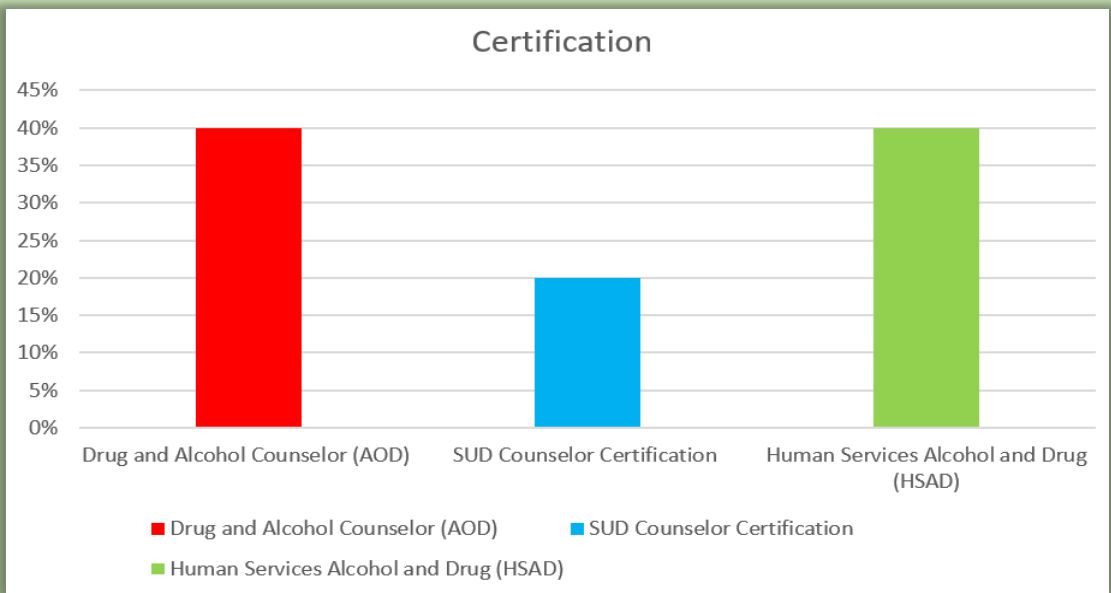 Certification
45%
40%
35%
30%
25%
20%
15%
10%
5%
0%
Drug and Alcohol Counselor (AOD)
SUD Counselor Certification
Human Services Alcohol and Drug
(HSAD)
Drug and Alcohol Counselor (AOD)
SUD Counselor Certification
Human Services Alcohol and Drug (HSAD)